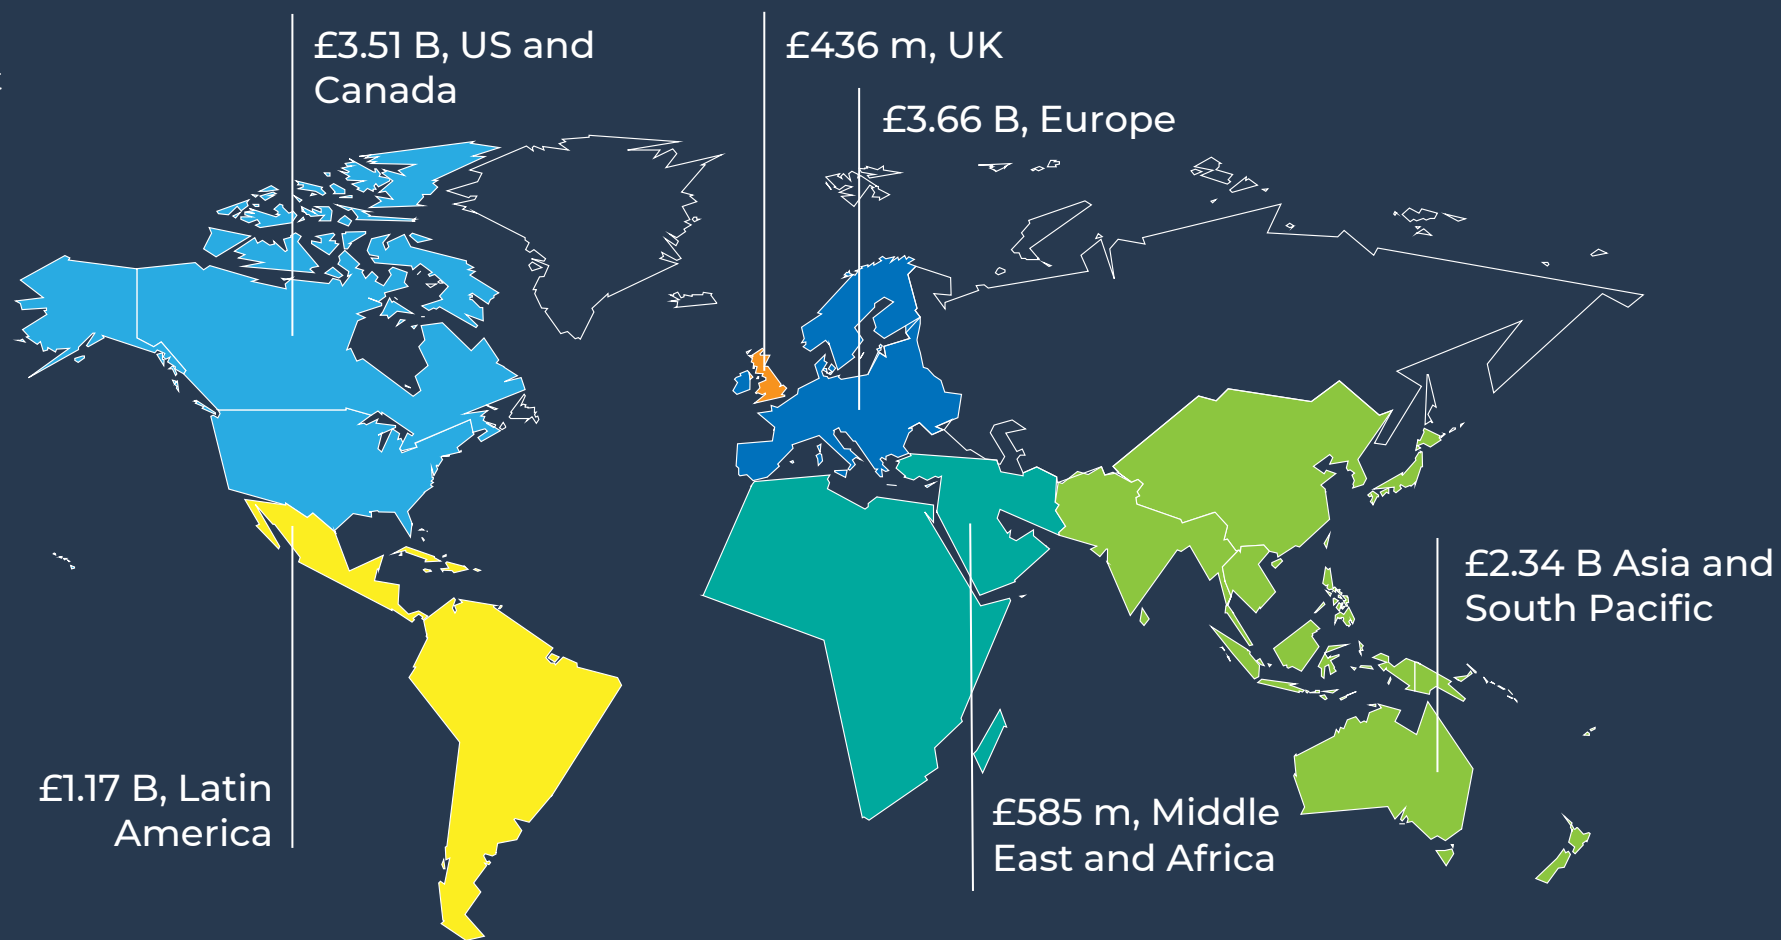 £3.51 B, US and
Canada
£436 m, UK
£3.66 B, Europe
£2.34 B Asia and
South Pacific
£1.17 B, Latin
America
£585 m, Middle
East and Africa